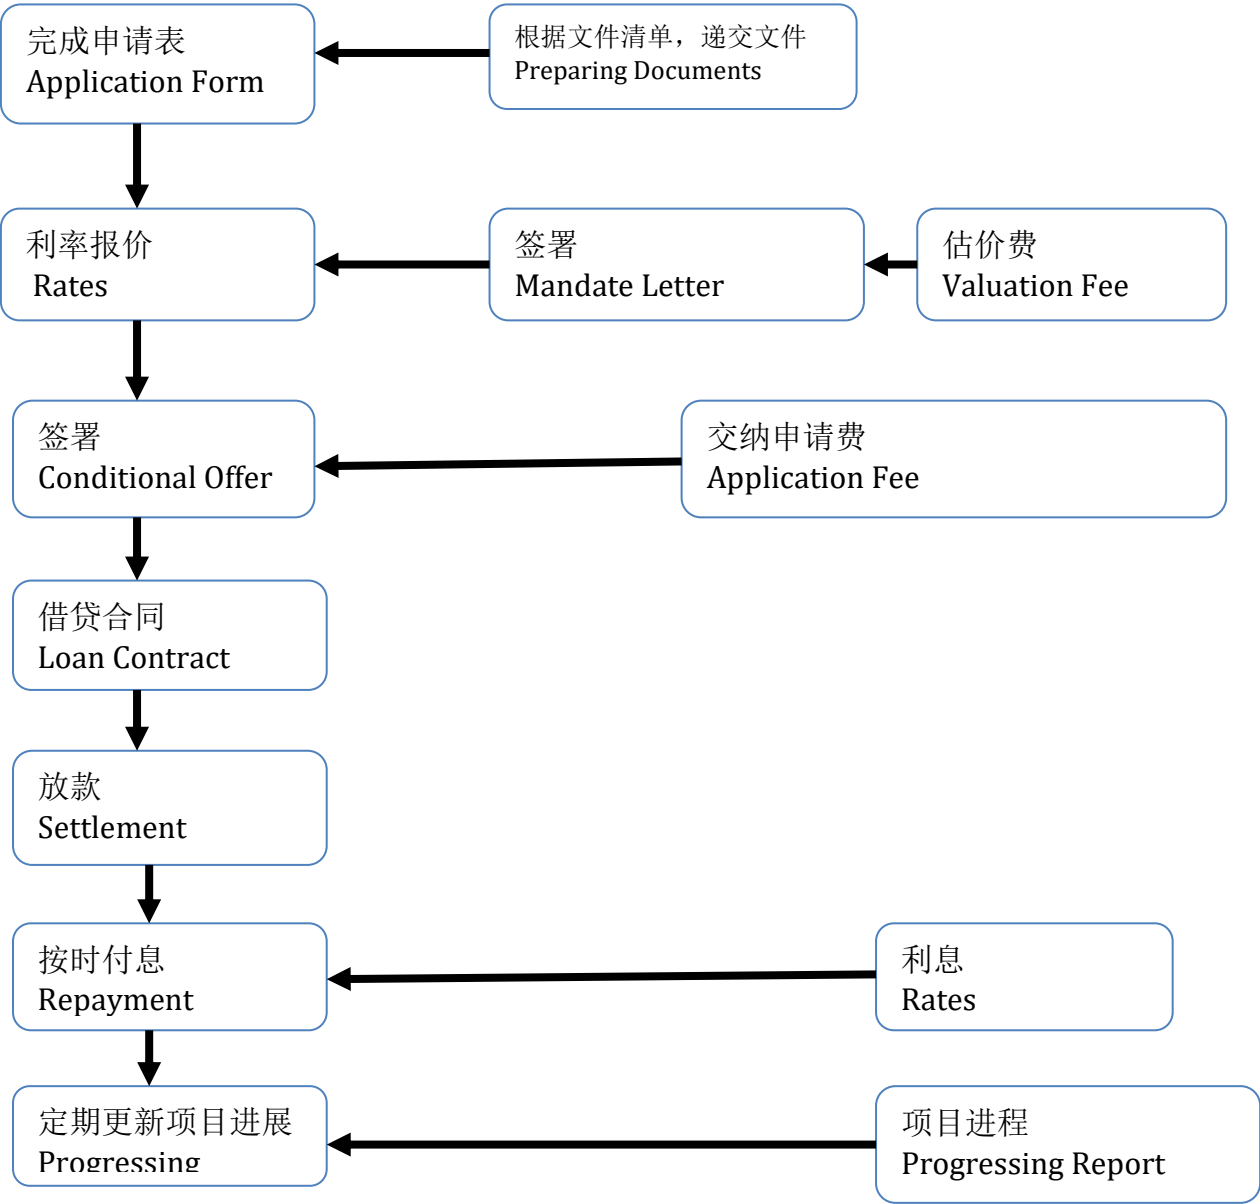 完成申请表
Application Form
根据文件清单，递交文件
Preparing Documents
利率报价
Rates
签署
Mandate Letter
估价费
Valuation Fee
签署
Conditional Offer
交纳申请费
Application Fee
借贷合同
Loan Contract
放款
Settlement
按时付息
Repayment
利息
Rates
定期更新项目进展
Progressing
项目进程
Progressing Report